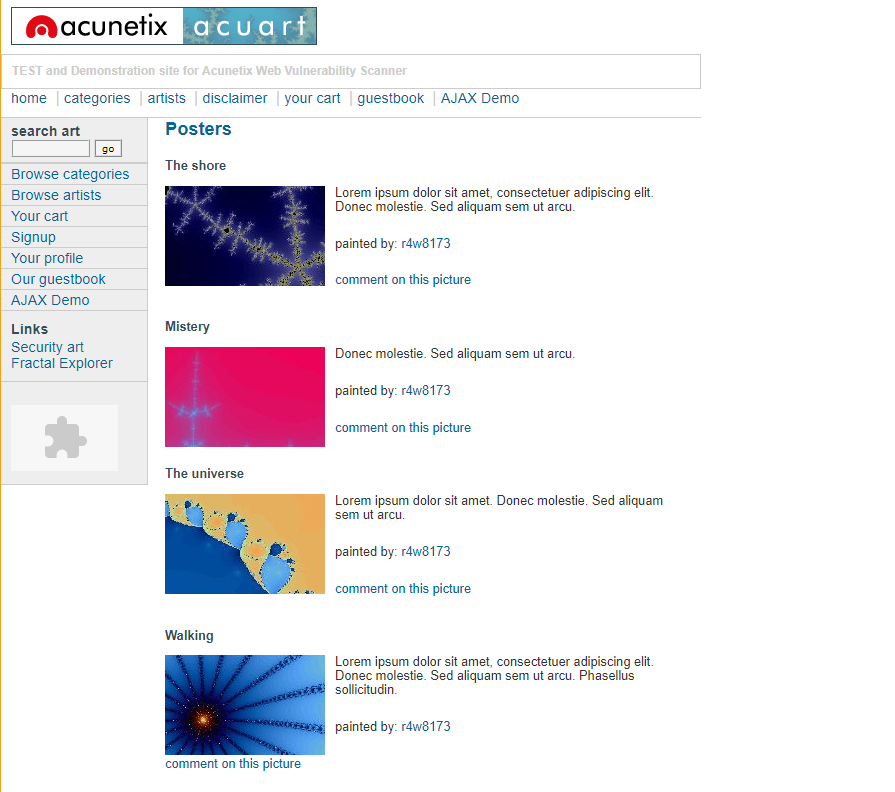 acunetix acuart
TEST and Demonstration site for Acunetix Web Vulnerability Scanner
home | categories | artists | disclaimer | your cart | guestbook | AJAX Demo
search art
go
Browse categories
Browse artists
Your cart
Signup
Your profile
Our guestbook
AJAX Demo
Links
Security art
Fractal Explorer
Posters
The shore
Lorem ipsum dolor sit amet, consectetuer adipiscing elit.
Donec molestie. Sed aliquam sem ut arcu.
painted by: r4w8173
comment on this picture
Mistery
Donec molestie. Sed aliquam sem ut arcu.
painted by: r4w8173
comment on this picture
The universe
Lorem ipsum dolor sit amet. Donec molestie. Sed aliquam
sem ut arcu.
painted by: r4w8173
comment on this picture
Walking
Lorem ipsum dolor sit amet, consectetuer adipiscing elit.
Donec molestie. Sed aliquam sem ut arcu. Phasellus
sollicitudin.
painted by: r4w8173
comment on this picture